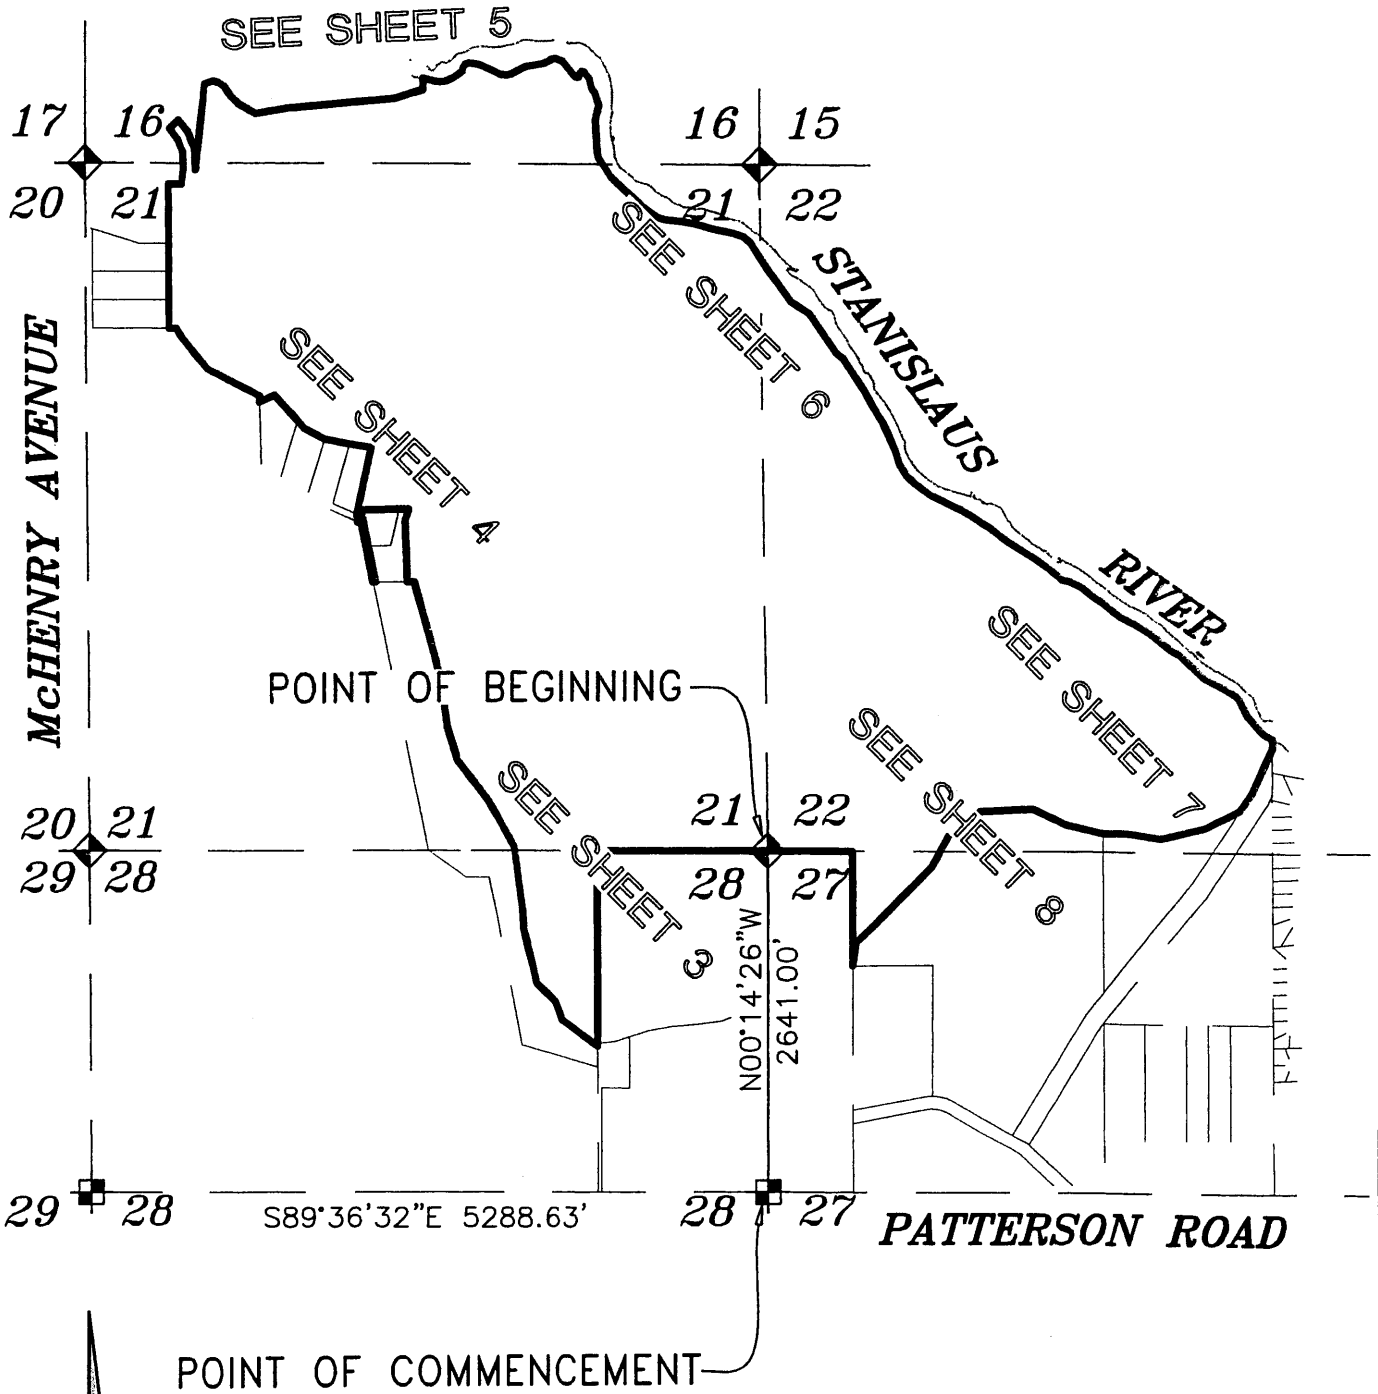 SEE SHEET 5
17 16
16 15
20 21
21 22
SEE SHEET 6
STANISLAUS
RIVER
McHENRY AVENUE
SEE SHEET 4
SEE SHEET 7
POINT OF BEGINNING
SEE SHEET 8
SEE SHEET 3
20 21
21 22
29 28
28 27
N00°14'26"W
2641.00'
29 28
S89°36'32"E 5288.63'
28 27
PATTERSON ROAD
POINT OF COMMENCEMENT